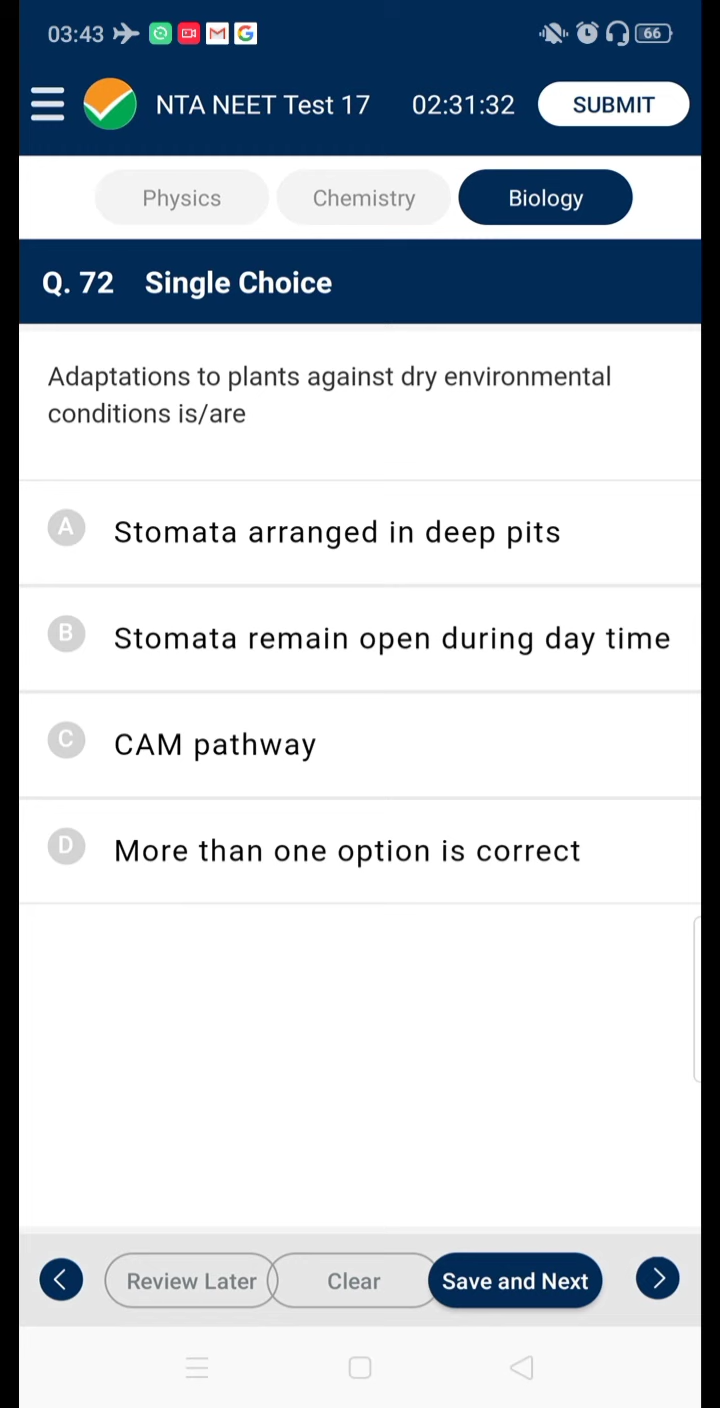 03:43 66
NTA NEET Test 17 02:31:32 SUBMIT
Physics Chemistry Biology
Q. 72 Single Choice
Adaptations to plants against dry environmental
conditions is/are
A Stomata arranged in deep pits
B Stomata remain open during day time
C CAM pathway
D More than one option is correct
Review Later Clear Save and Next